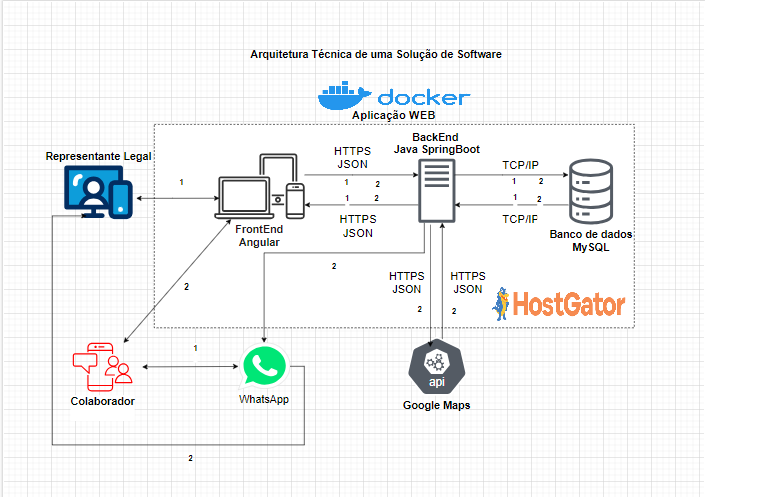 Arquitetura Técnica de uma Solução de Software
docker
Aplicação WEB
BackEnd
Java SpringBoot
Representante Legal
HTTPS
JSON
TCP/IP
1
1
2
1
2
1
2
1
2
HTTPS
JSON
TCP/IP
FrontEnd
Angular
Banco de dados
MySQL
2
2
HTTPS
JSON
HTTPS
JSON
HostGator
2
2
1
api
Colaborador
WhatsApp
Google Maps
2